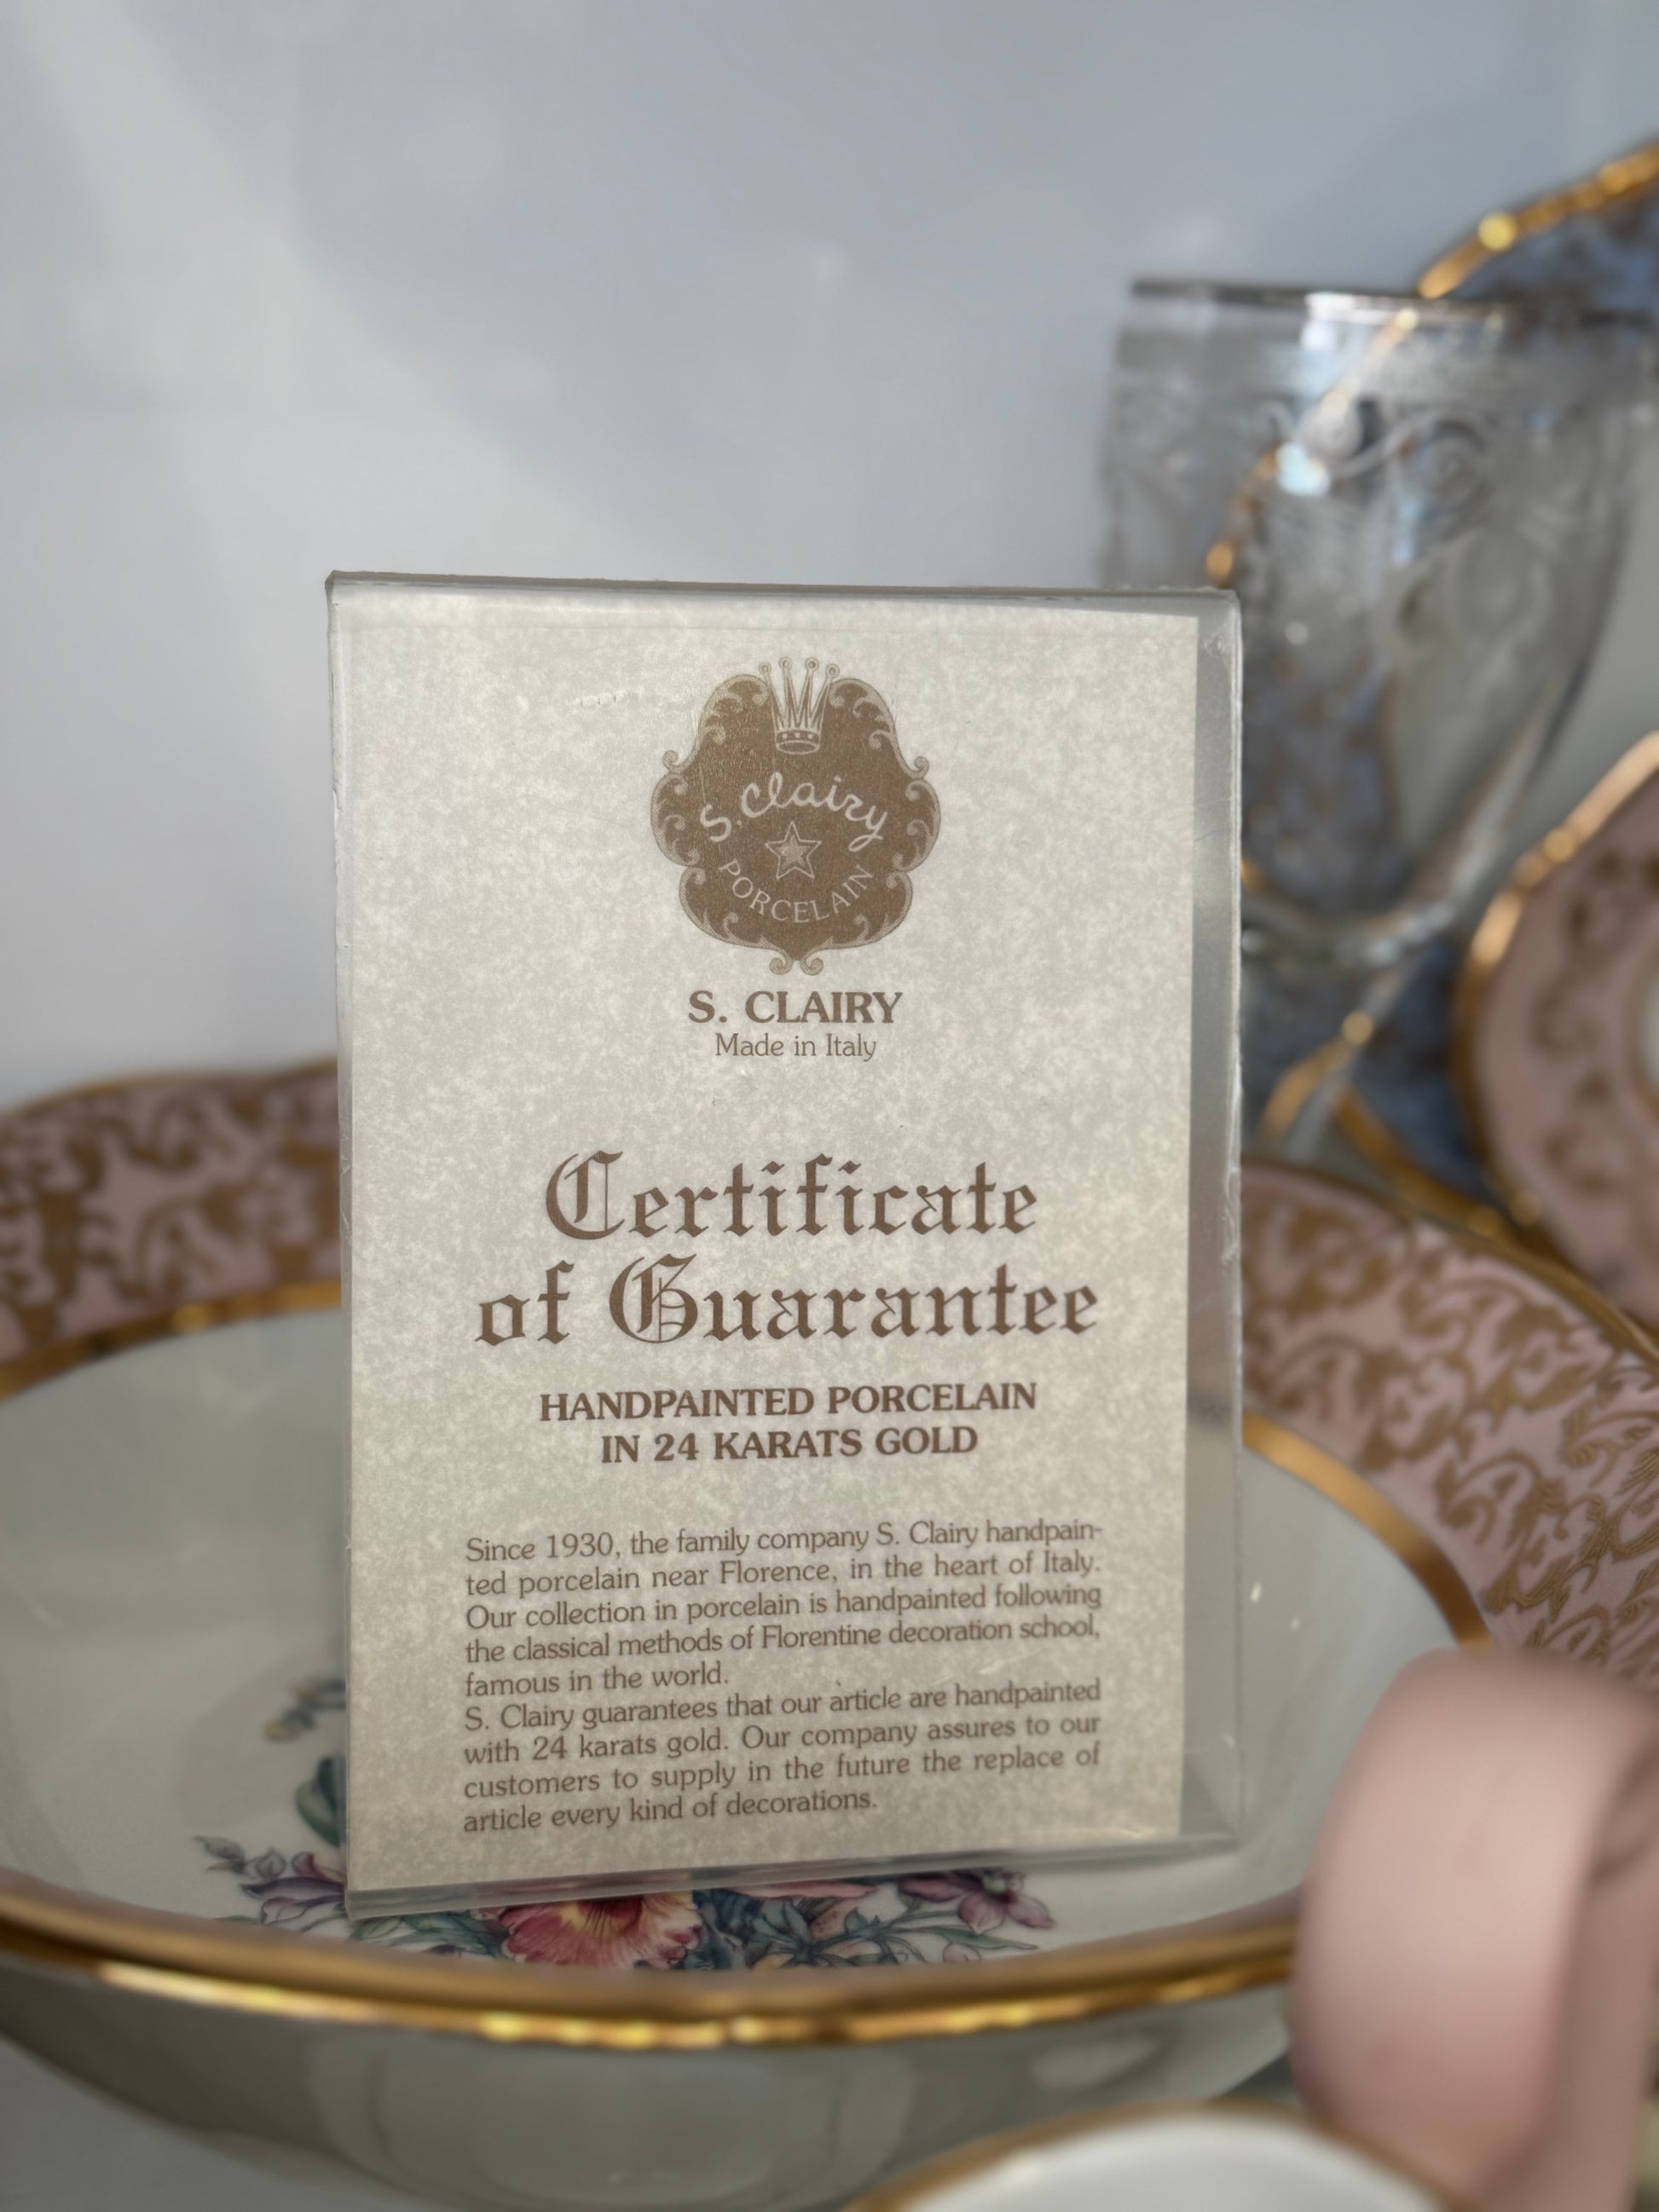 S. Clairy
PORCELAIN
S. CLAIRY
Made in Italy
Certificate
of Guarantee
HANDPAINTED PORCELAIN
IN 24 KARATS GOLD
Since 1930, the family company S. Clairy handpain-
ted porcelain near Florence, in the heart of Italy.
Our collection in porcelain is handpainted following
the classical methods of Florentine decoration school,
famous in the world.
S. Clairy guarantees that our article are handpainted
with 24 karats gold. Our company assures to our
customers to supply in the future the replace of
article every kind of decorations.